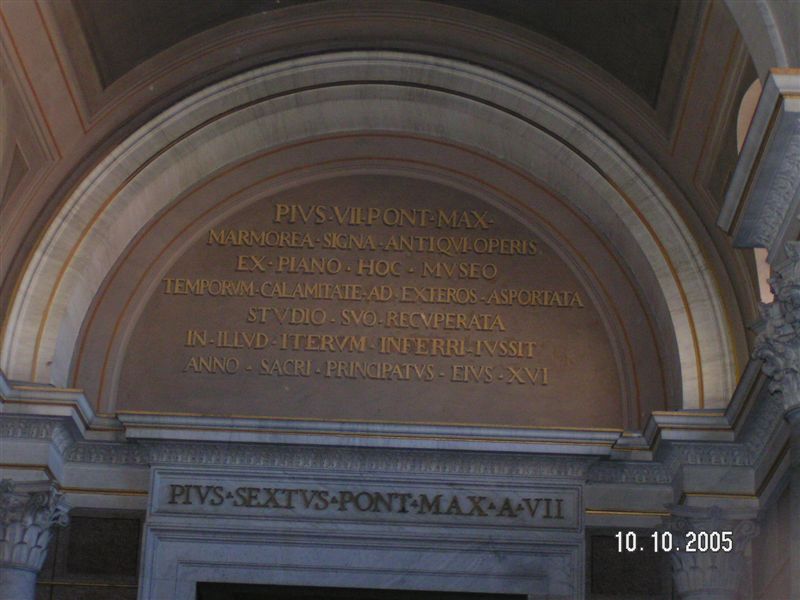 PIVS·VII·PONT·MAX·
MARMOREA·SIGNA·ANTIQVI·OPERIS
EX·PIANO·HOC·MVSEO
TEMPORVM·CALAMITATE·AD·EXTEROS·ASPORTATA
STVDIO·SVO·RECVPERATA
IN·ILLVD·ITERVM·INFERRI·IVSSIT
ANNO·SACRI·PRINCIPATVS·EIVS·XVI
PIVS·SEXTVS·PONT·MAX·A·VII
10.10.2005